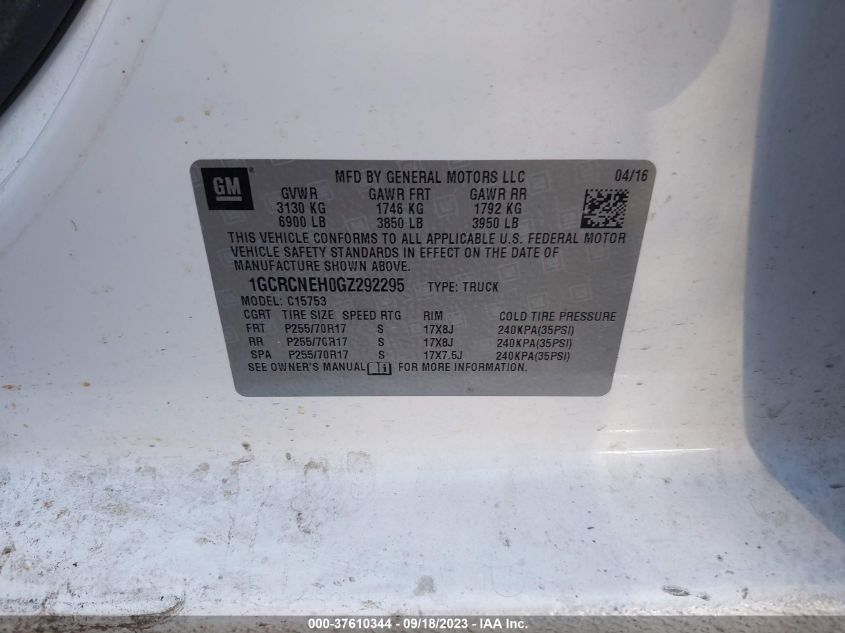 GM
MFD BY GENERAL MOTORS LLC 04/16
GVWR GAWR FRT GAWR RR
3130 KG 1746 KG 1792 KG
6900 LB 3850 LB 3950 LB
THIS VEHICLE CONFORMS TO ALL APPLICABLE U.S. FEDERAL MOTOR
VEHICLE SAFETY STANDARDS IN EFFECT ON THE DATE OF
MANUFACTURE SHOWN ABOVE.
1GCRCNEH0GZ292295 TYPE: TRUCK
MODEL: C15753
CGRT TIRE SIZE SPEED RTG RIM COLD TIRE PRESSURE
FRT P255/70R17 S 17X8J 240KPA(35PSI)
RR P255/70R17 S 17X8J 240KPA(35PSI)
SPA P255/70R17 S 17X7.5J 240KPA(35PSI)
SEE OWNER'S MANUAL FOR MORE INFORMATION.
000-37610344 - 09/18/2023 - IAAI.com